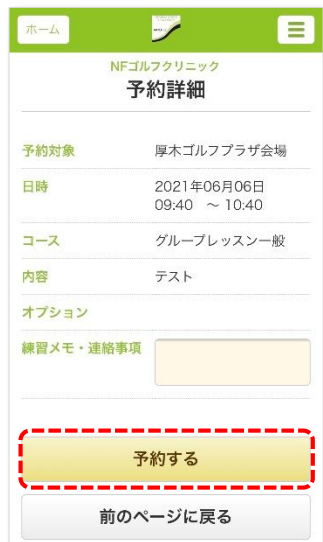 ホーム
NFゴルフクリニック
予約詳細
予約対象 厚木ゴルフプラザ会場
日時 2021年06月06日
09:40 ～ 10:40
コース グループレッスン一般
内容 テスト
オプション
練習メモ・連絡事項
予約する
前のページに戻る